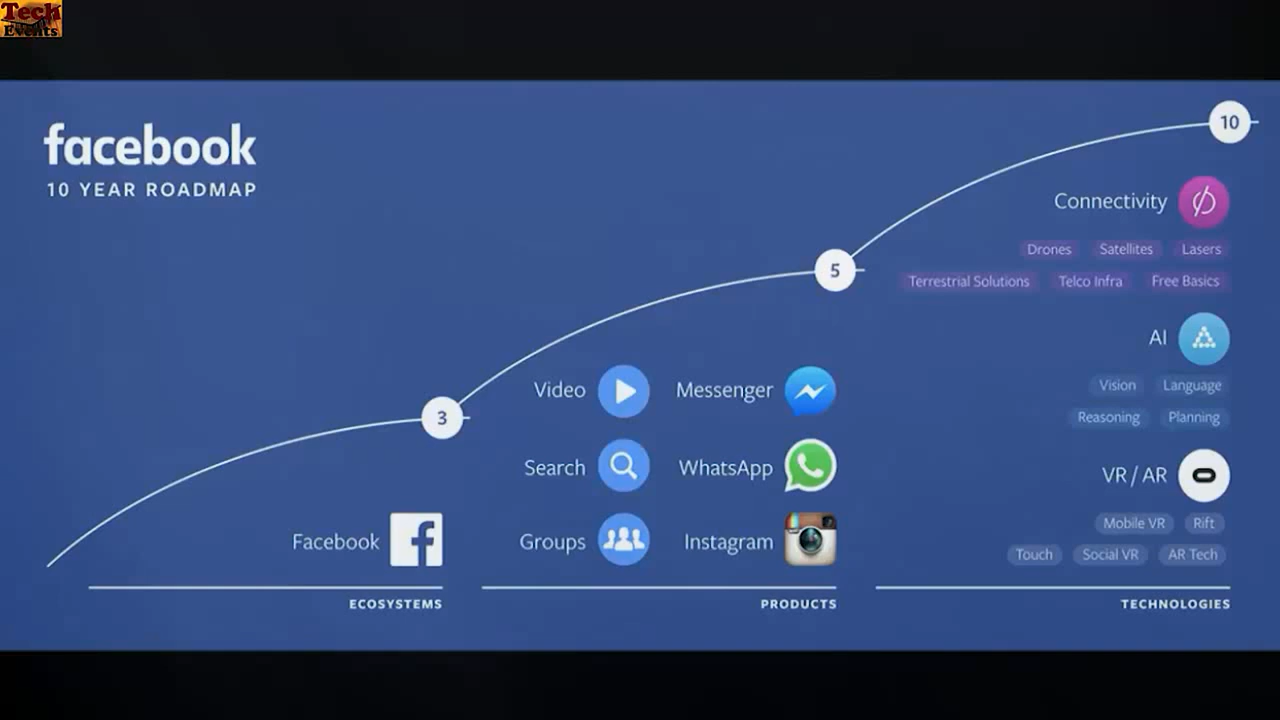 Tech
Events
facebook
10 YEAR ROADMAP
10
Connectivity
Drones Satellites Lasers
5
Terrestrial Solutions Telco Infra Free Basics
AI
Vision Language
Video Messenger
3
Reasoning Planning
Search WhatsApp
VR / AR
Mobile VR Rift
Facebook Groups Instagram
Touch Social VR AR Tech
ECOSYSTEMS PRODUCTS TECHNOLOGIES